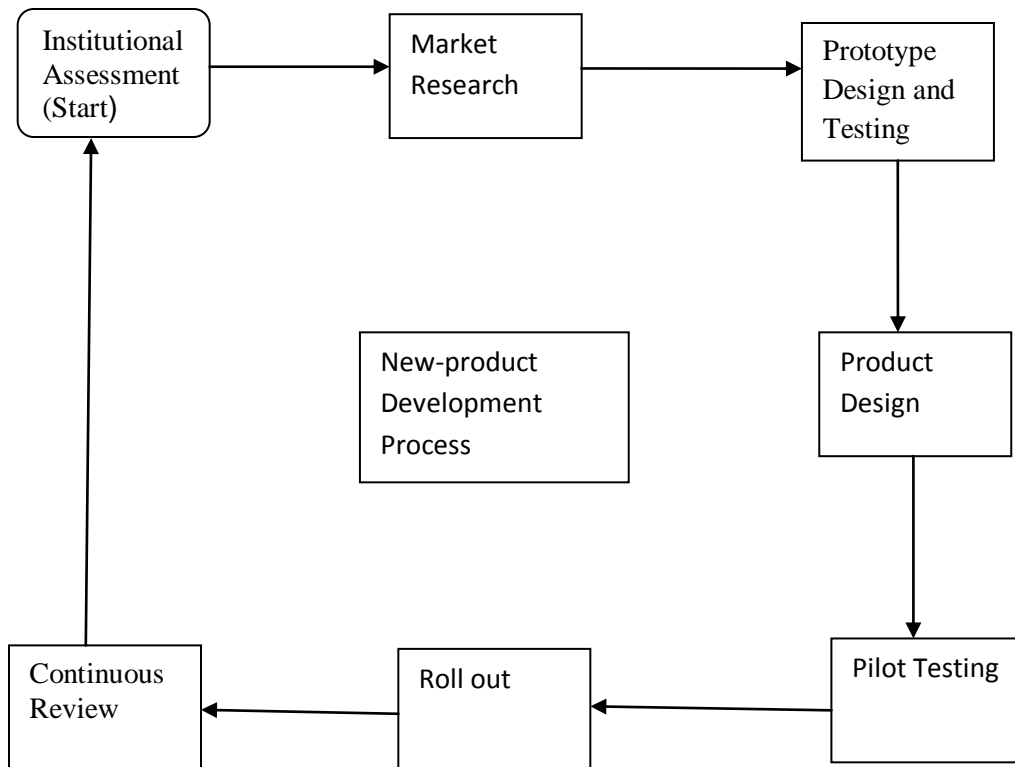 Institutional
Assessment
(Start)
Market
Research
Prototype
Design and
Testing
New-product
Development
Process
Product
Design
Continuous
Review
Roll out
Pilot Testing